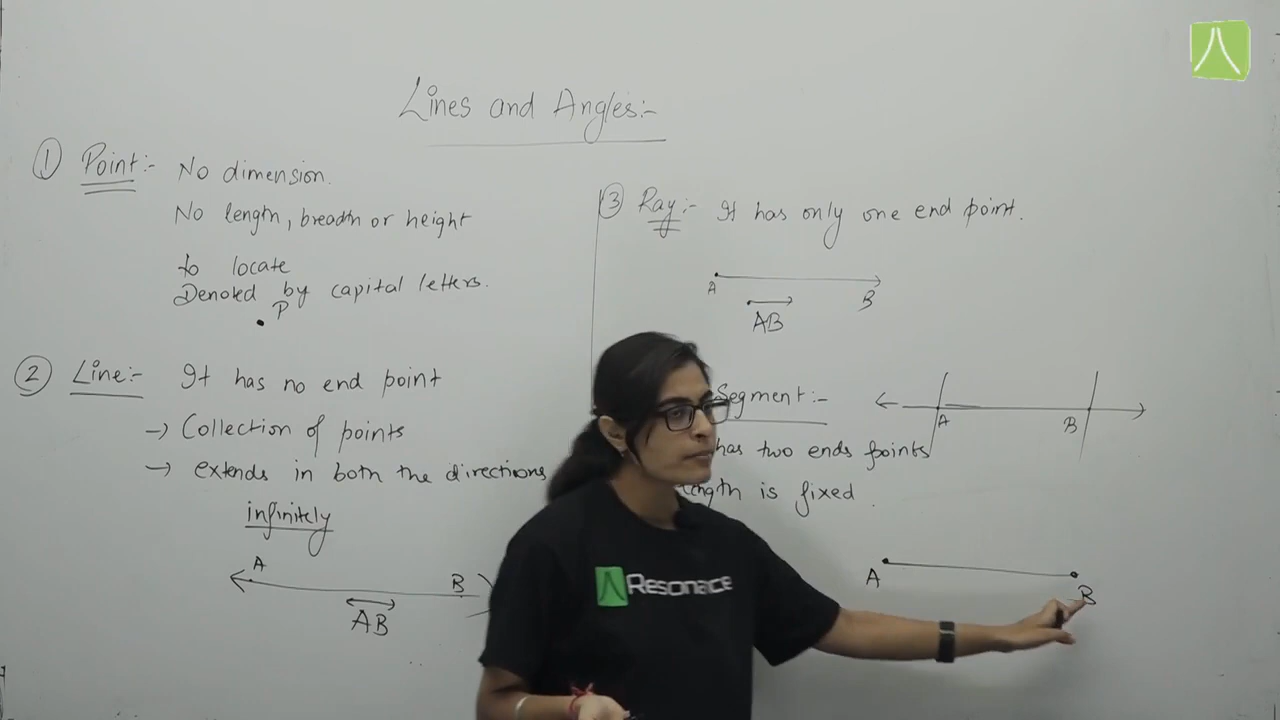 Lines and Angles:-
① Point:- No dimension.
No length, breadth or height
to locate
Denoted by capital letters.
P
② Line:- It has no end point
→ Collection of points
→ extends in both the directions
infinitely
A B
AB
③ Ray:- It has only one end point.
A B
AB
Segment:-
A B
has two ends points
length is fixed.
A B
Resonance